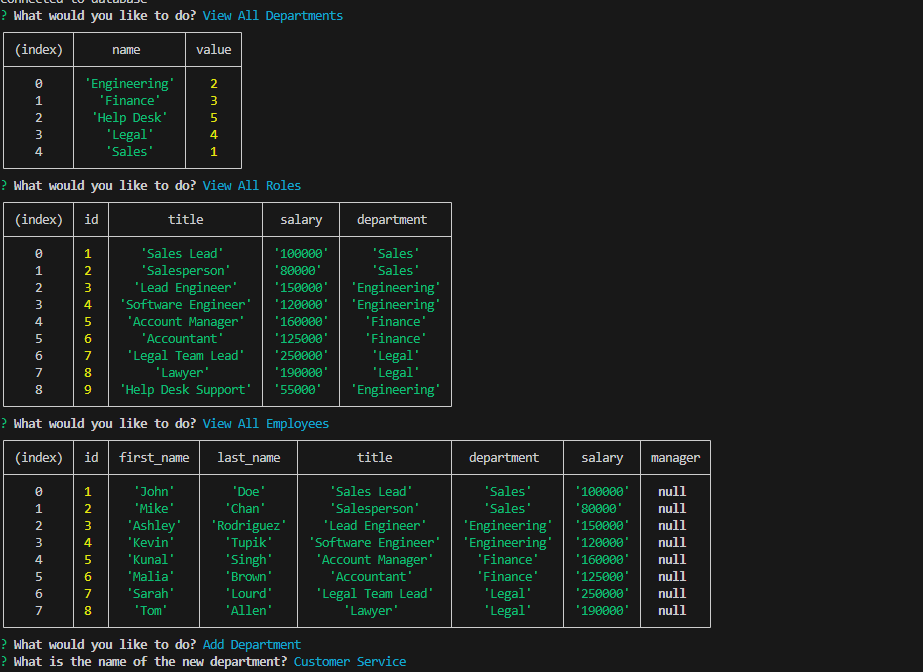 connected to database
? What would you like to do? View All Departments
(index) name value
0 'Engineering' 2
1 'Finance' 3
2 'Help Desk' 5
3 'Legal' 4
4 'Sales' 1
? What would you like to do? View All Roles
(index) id title salary department
0 1 'Sales Lead' '100000' 'Sales'
1 2 'Salesperson' '80000' 'Sales'
2 3 'Lead Engineer' '150000' 'Engineering'
3 4 'Software Engineer' '120000' 'Engineering'
4 5 'Account Manager' '160000' 'Finance'
5 6 'Accountant' '125000' 'Finance'
6 7 'Legal Team Lead' '250000' 'Legal'
7 8 'Lawyer' '190000' 'Legal'
8 9 'Help Desk Support' '55000' 'Engineering'
? What would you like to do? View All Employees
(index) id first_name last_name title department salary manager
0 1 'John' 'Doe' 'Sales Lead' 'Sales' '100000' null
1 2 'Mike' 'Chan' 'Salesperson' 'Sales' '80000' null
2 3 'Ashley' 'Rodriguez' 'Lead Engineer' 'Engineering' '150000' null
3 4 'Kevin' 'Tupik' 'Software Engineer' 'Engineering' '120000' null
4 5 'Kunal' 'Singh' 'Account Manager' 'Finance' '160000' null
5 6 'Malia' 'Brown' 'Accountant' 'Finance' '125000' null
6 7 'Sarah' 'Lourd' 'Legal Team Lead' 'Legal' '250000' null
7 8 'Tom' 'Allen' 'Lawyer' 'Legal' '190000' null
? What would you like to do? Add Department
? What is the name of the new department? Customer Service